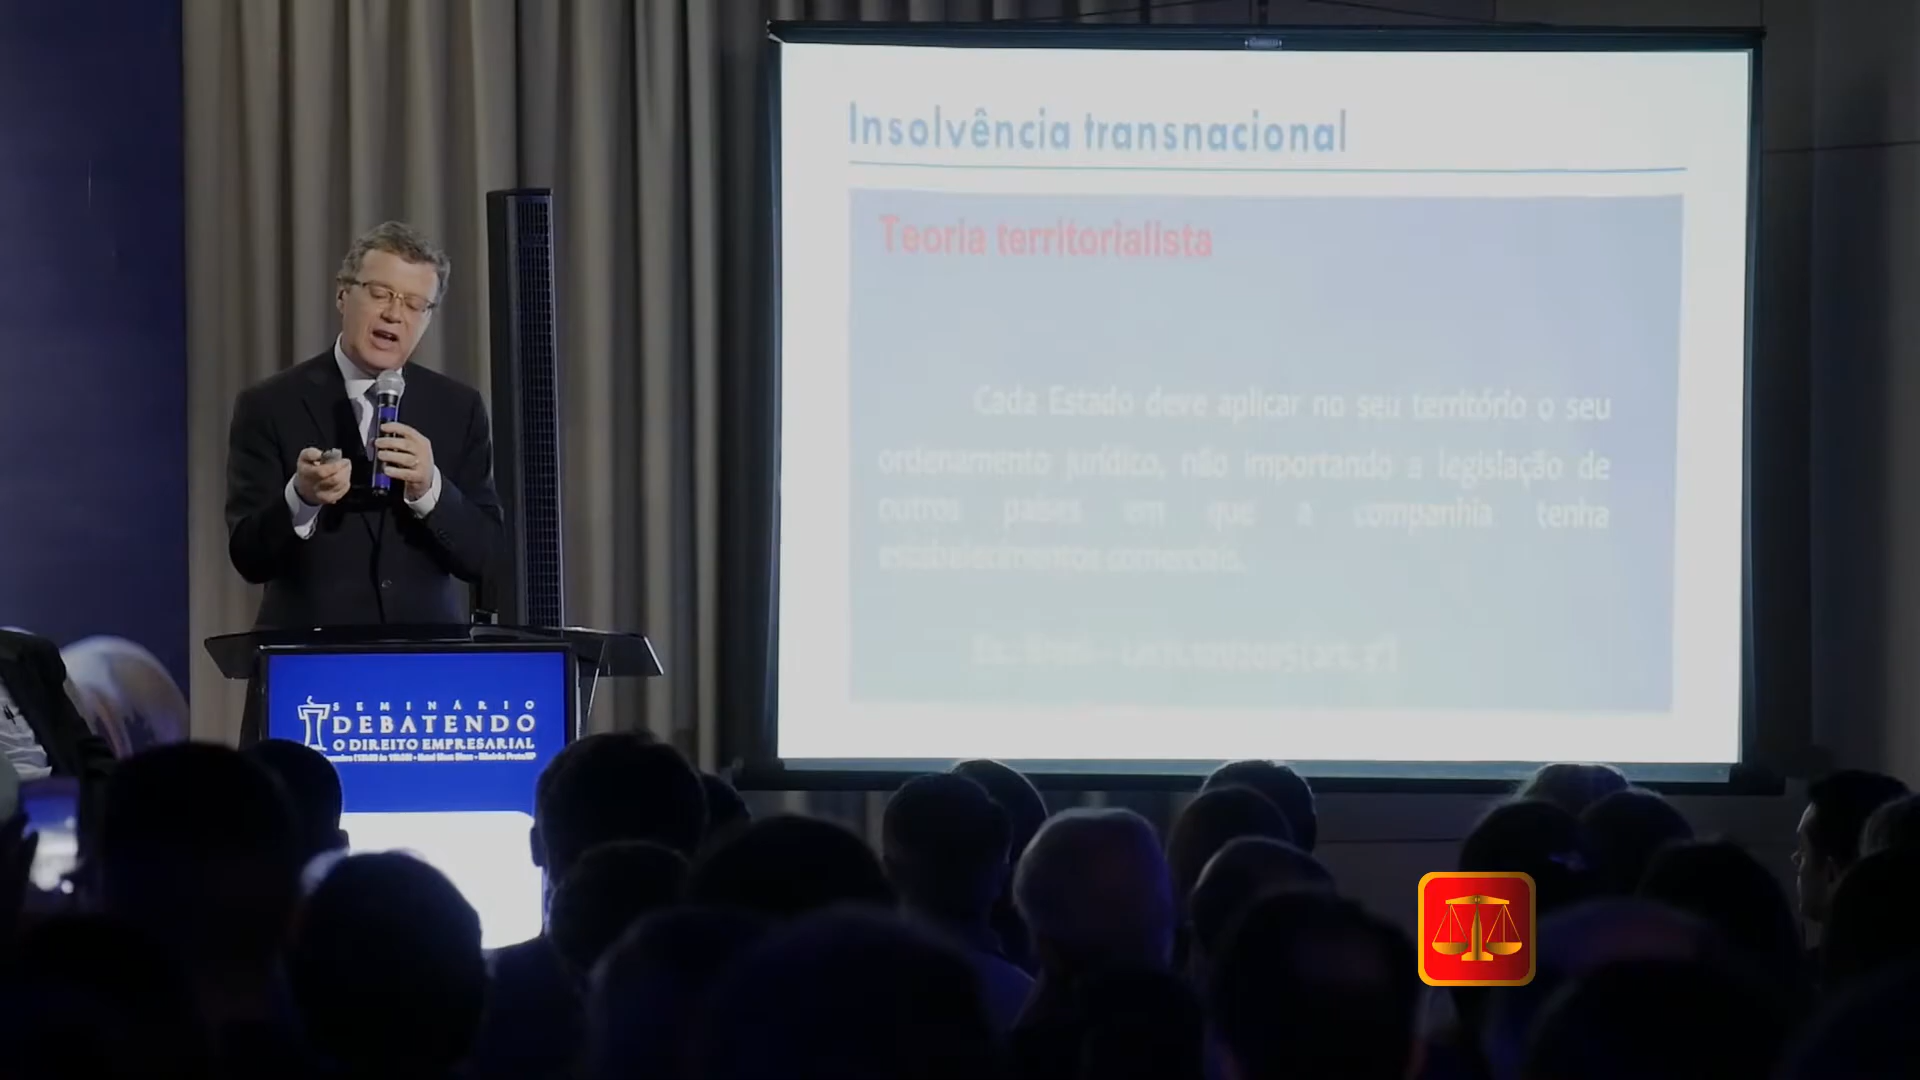 Insolvência transnacional
Teoria territorialista
Cada Estado deve aplicar no seu território o seu
ordenamento jurídico, não importando a legislação de
outros países em que a companhia tenha
estabelecimentos comerciais.
SEMINÁRIO
DEBATENDO
O DIREITO EMPRESARIAL